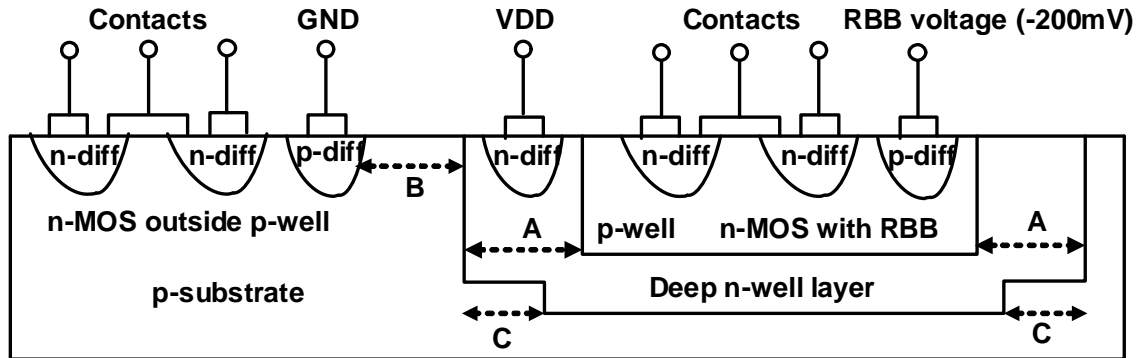 Contacts GND VDD Contacts RBB voltage (-200mV)
n-diff n-diff p-diff n-diff n-diff n-diff p-diff
B
n-MOS outside p-well A p-well n-MOS with RBB A
p-substrate Deep n-well layer
C C